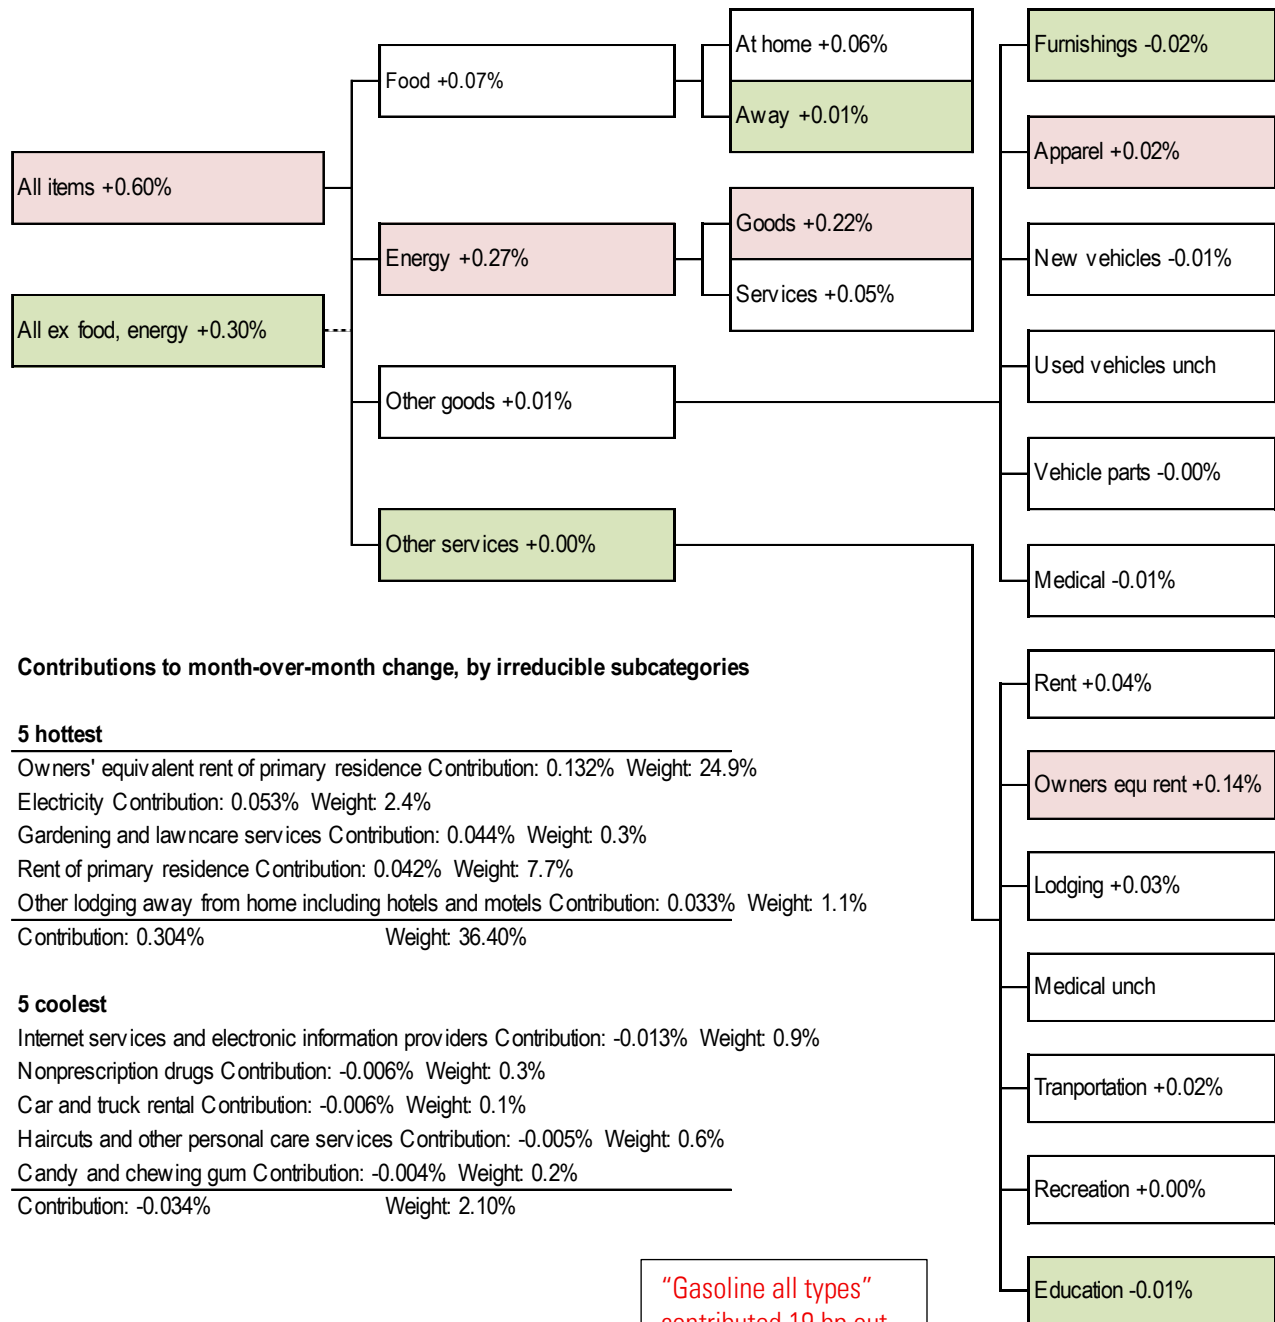 All items +0.60%
All ex food, energy +0.30%
Food +0.07%
Energy +0.27%
Other goods +0.01%
Other services +0.00%
At home +0.06%
Away +0.01%
Goods +0.22%
Services +0.05%
Furnishings -0.02%
Apparel +0.02%
New vehicles -0.01%
Used vehicles unch
Vehicle parts -0.00%
Medical -0.01%
Rent +0.04%
Owners equ rent +0.14%
Lodging +0.03%
Medical unch
Tranportation +0.02%
Recreation +0.00%
Education -0.01%
Contributions to month-over-month change, by irreducible subcategories
5 hottest
Owners' equivalent rent of primary residence Contribution: 0.132% Weight: 24.9%
Electricity Contribution: 0.053% Weight: 2.4%
Gardening and lawncare services Contribution: 0.044% Weight: 0.3%
Rent of primary residence Contribution: 0.042% Weight: 7.7%
Other lodging away from home including hotels and motels Contribution: 0.033% Weight: 1.1%
Contribution: 0.304% Weight: 36.40%
5 coolest
Internet services and electronic information providers Contribution: -0.013% Weight: 0.9%
Nonprescription drugs Contribution: -0.006% Weight: 0.3%
Car and truck rental Contribution: -0.006% Weight: 0.1%
Haircuts and other personal care services Contribution: -0.005% Weight: 0.6%
Candy and chewing gum Contribution: -0.004% Weight: 0.2%
Contribution: -0.034% Weight: 2.10%
“Gasoline all types”
contributed 19 bp out